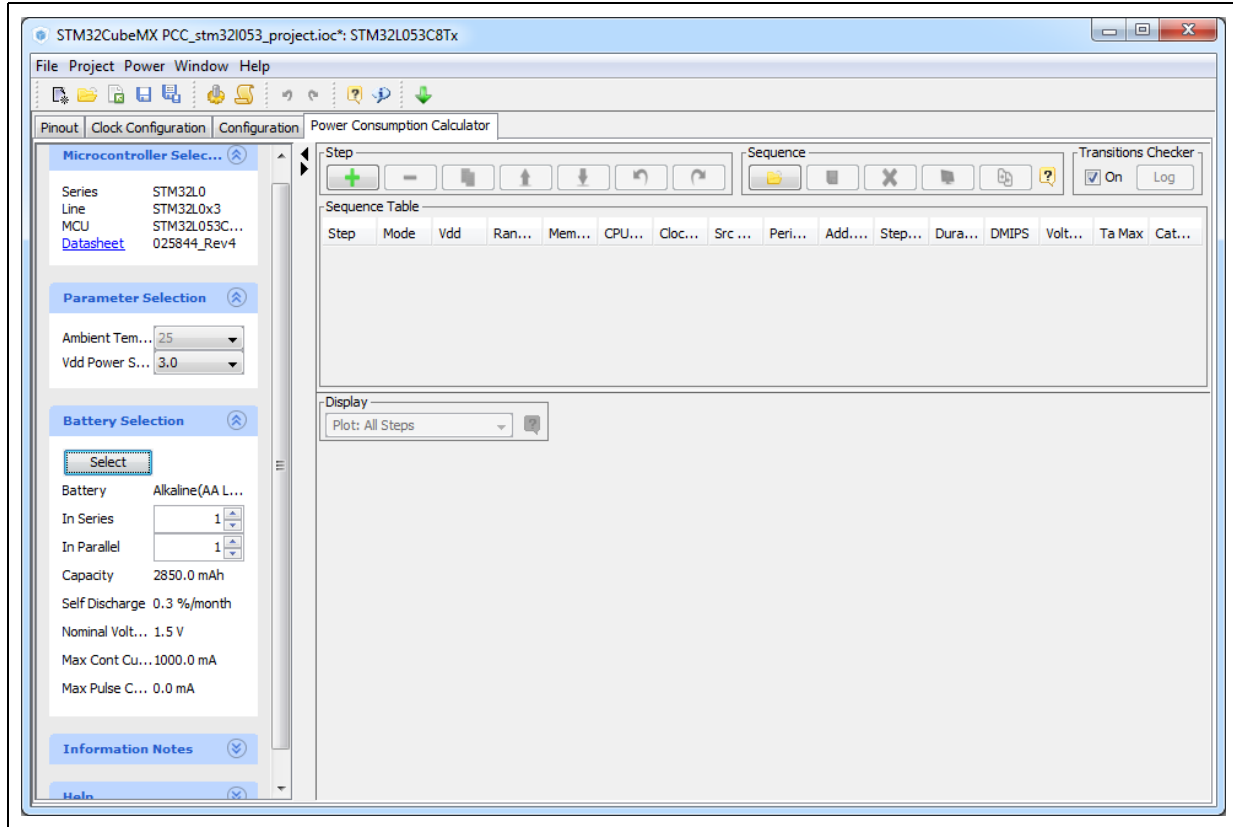 STM32CubeMX PCC_stm32l053_project.ioc*: STM32L053C8Tx
File Project Power Window Help
Pinout Clock Configuration Configuration Power Consumption Calculator
Microcontroller Selec...
Series STM32L0
Line STM32L0x3
MCU STM32L053C...
Datasheet 025844_Rev4
Parameter Selection
Ambient Tem... 25
Vdd Power S... 3.0
Battery Selection
Select
Battery Alkaline(AA L...
In Series 1
In Parallel 1
Capacity 2850.0 mAh
Self Discharge 0.3 %/month
Nominal Volt... 1.5 V
Max Cont Cu... 1000.0 mA
Max Pulse C... 0.0 mA
Information Notes
Help
Step Sequence Transitions Checker
On Log
Sequence Table
Step Mode Vdd Ran... Mem... CPU... Cloc... Src ... Peri... Add.... Step... Dura... DMIPS Volt... Ta Max Cat...
Display
Plot: All Steps